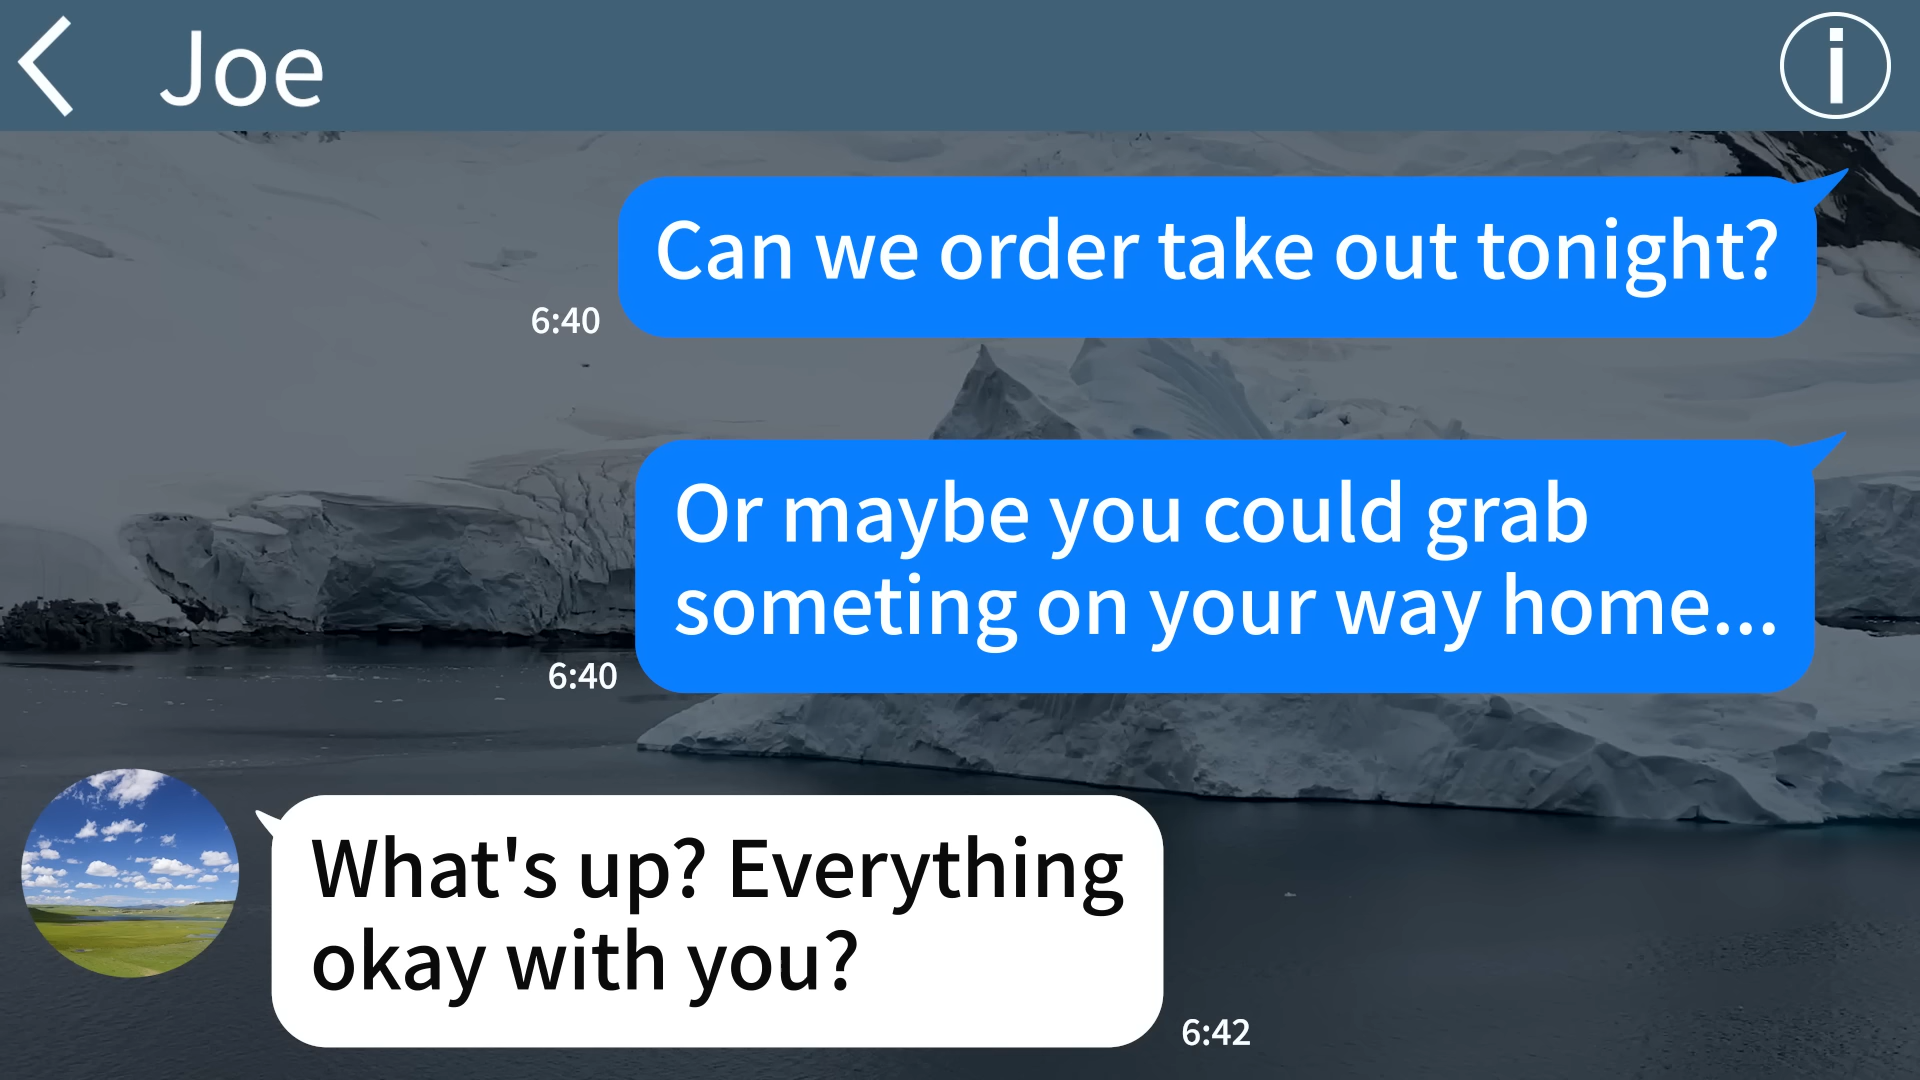 Joe
Can we order take out tonight?
6:40
Or maybe you could grab
someting on your way home...
6:40
What's up? Everything
okay with you?
6:42